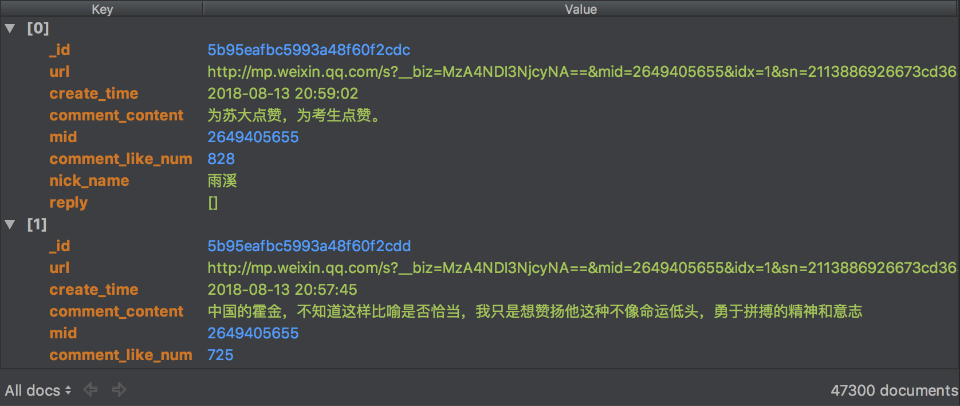 Key Value
[0]
_id 5b95eafbc5993a48f60f2cdc
url http://mp.weixin.qq.com/s?__biz=MzA4NDI3NjcyNA==&mid=2649405655&idx=1&sn=2113886926673cd36
create_time 2018-08-13 20:59:02
comment_content 为苏大点赞，为考生点赞。
mid 2649405655
comment_like_num 828
nick_name 雨溪
reply []
[1]
_id 5b95eafbc5993a48f60f2cdd
url http://mp.weixin.qq.com/s?__biz=MzA4NDI3NjcyNA==&mid=2649405655&idx=1&sn=2113886926673cd36
create_time 2018-08-13 20:57:45
comment_content 中国的霍金，不知道这样比喻是否恰当，我只是想赞扬他这种不像命运低头，勇于拼搏的精神和意志
mid 2649405655
comment_like_num 725
All docs 47300 documents